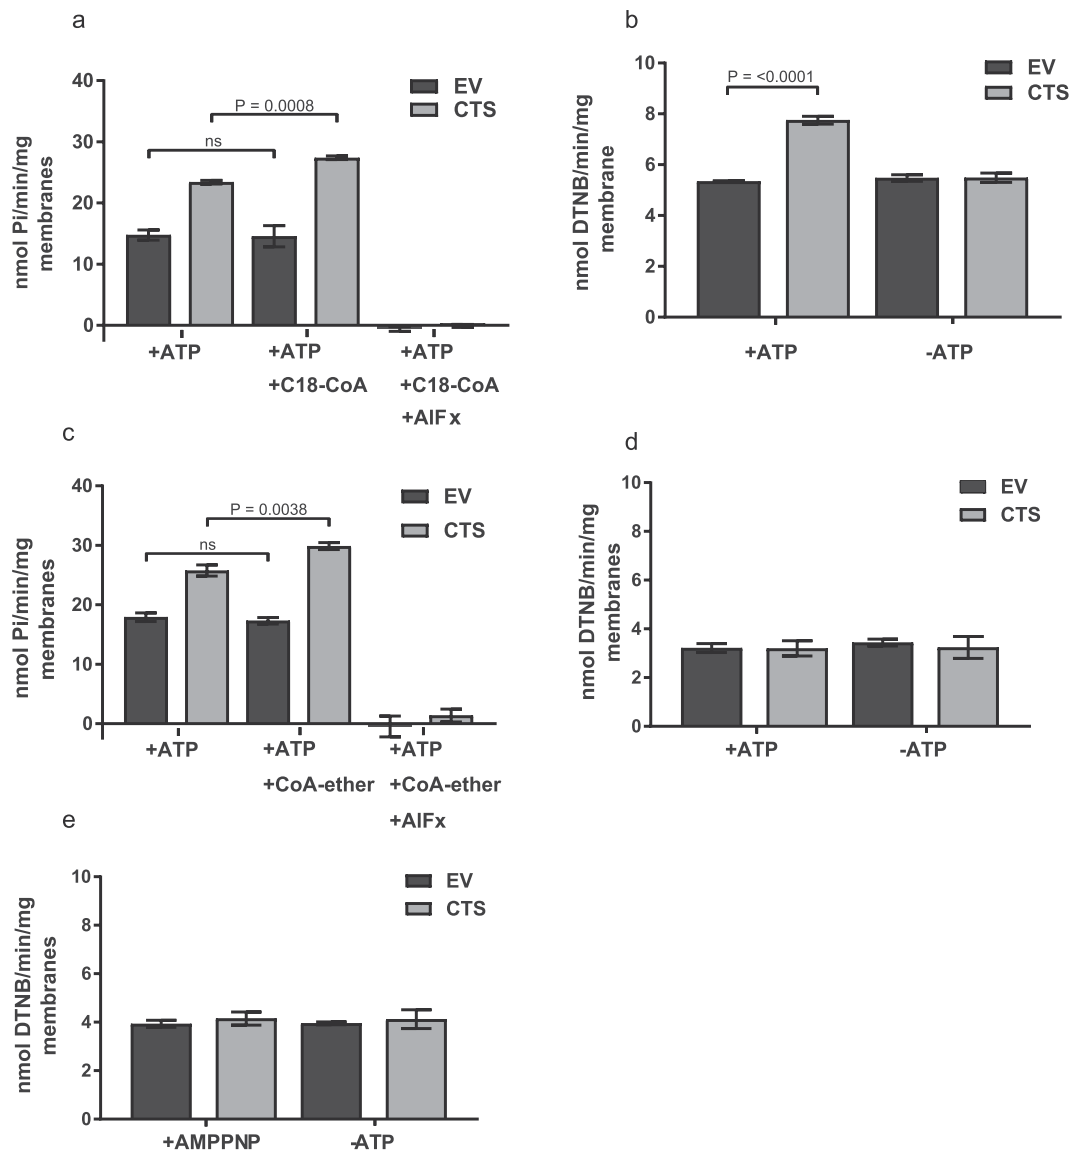 a
nmol Pi/min/mg
membranes
40
30
20
10
0
EV
CTS
P = 0.0008
ns
+ATP
+ATP
+ATP
+C18-CoA
+C18-CoA
+AlFx
b
nmol DTNB/min/mg
membrane
10
8
6
4
2
0
P = <0.0001
EV
CTS
+ATP
-ATP
c
nmol Pi/min/mg
membranes
40
30
20
10
0
EV
CTS
P = 0.0038
ns
+ATP
+ATP
+ATP
+CoA-ether
+CoA-ether
+AlFx
d
nmol DTNB/min/mg
membranes
10
8
6
4
2
0
EV
CTS
+ATP
-ATP
e
nmol DTNB/min/mg
membranes
10
8
6
4
2
0
EV
CTS
+AMPPNP
-ATP